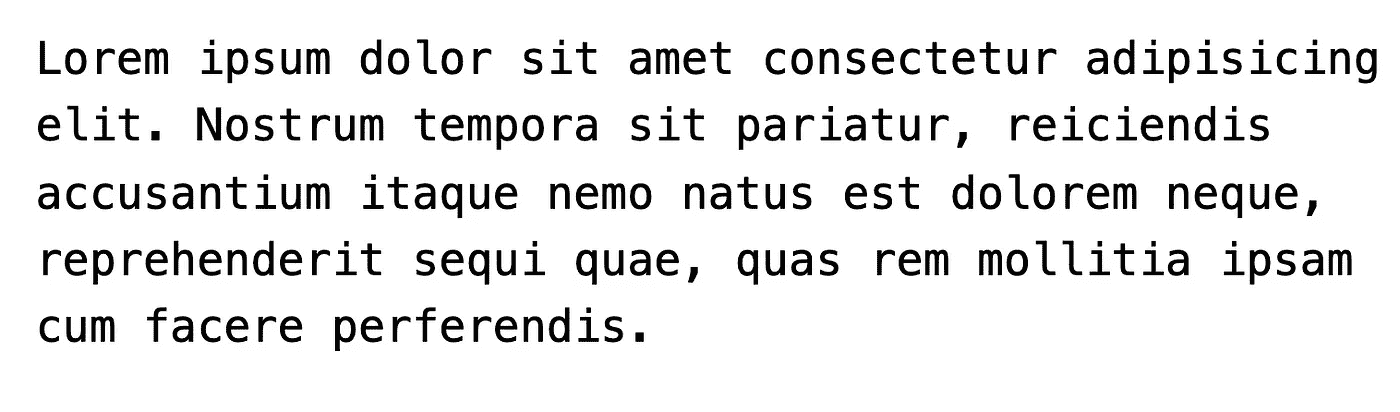 Lorem ipsum dolor sit amet consectetur adipisicing
elit. Nostrum tempora sit pariatur, reiciendis
accusantium itaque nemo natus est dolorem neque,
reprehenderit sequi quae, quas rem mollitia ipsam
cum facere perferendis.